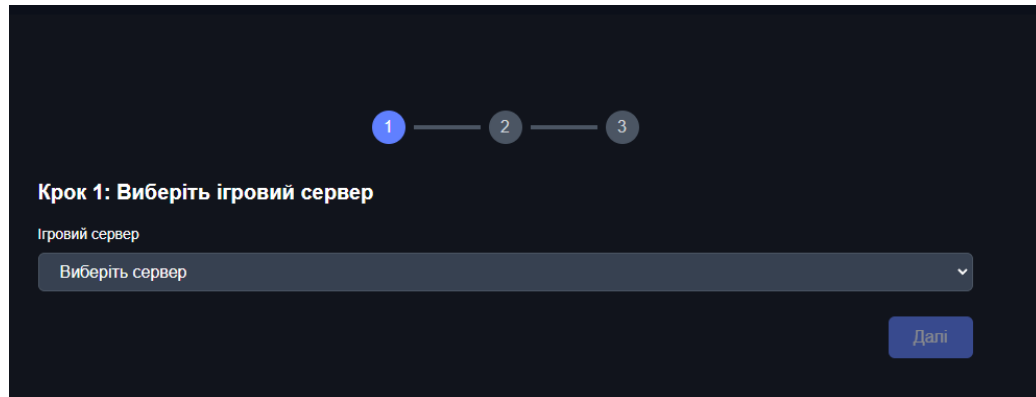 1 2 3
Крок 1: Виберіть ігровий сервер
Ігровий сервер
Виберіть сервер
Далі